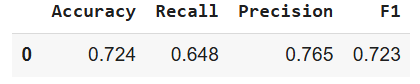 Accuracy Recall Precision F1
0 0.724 0.648 0.765 0.723